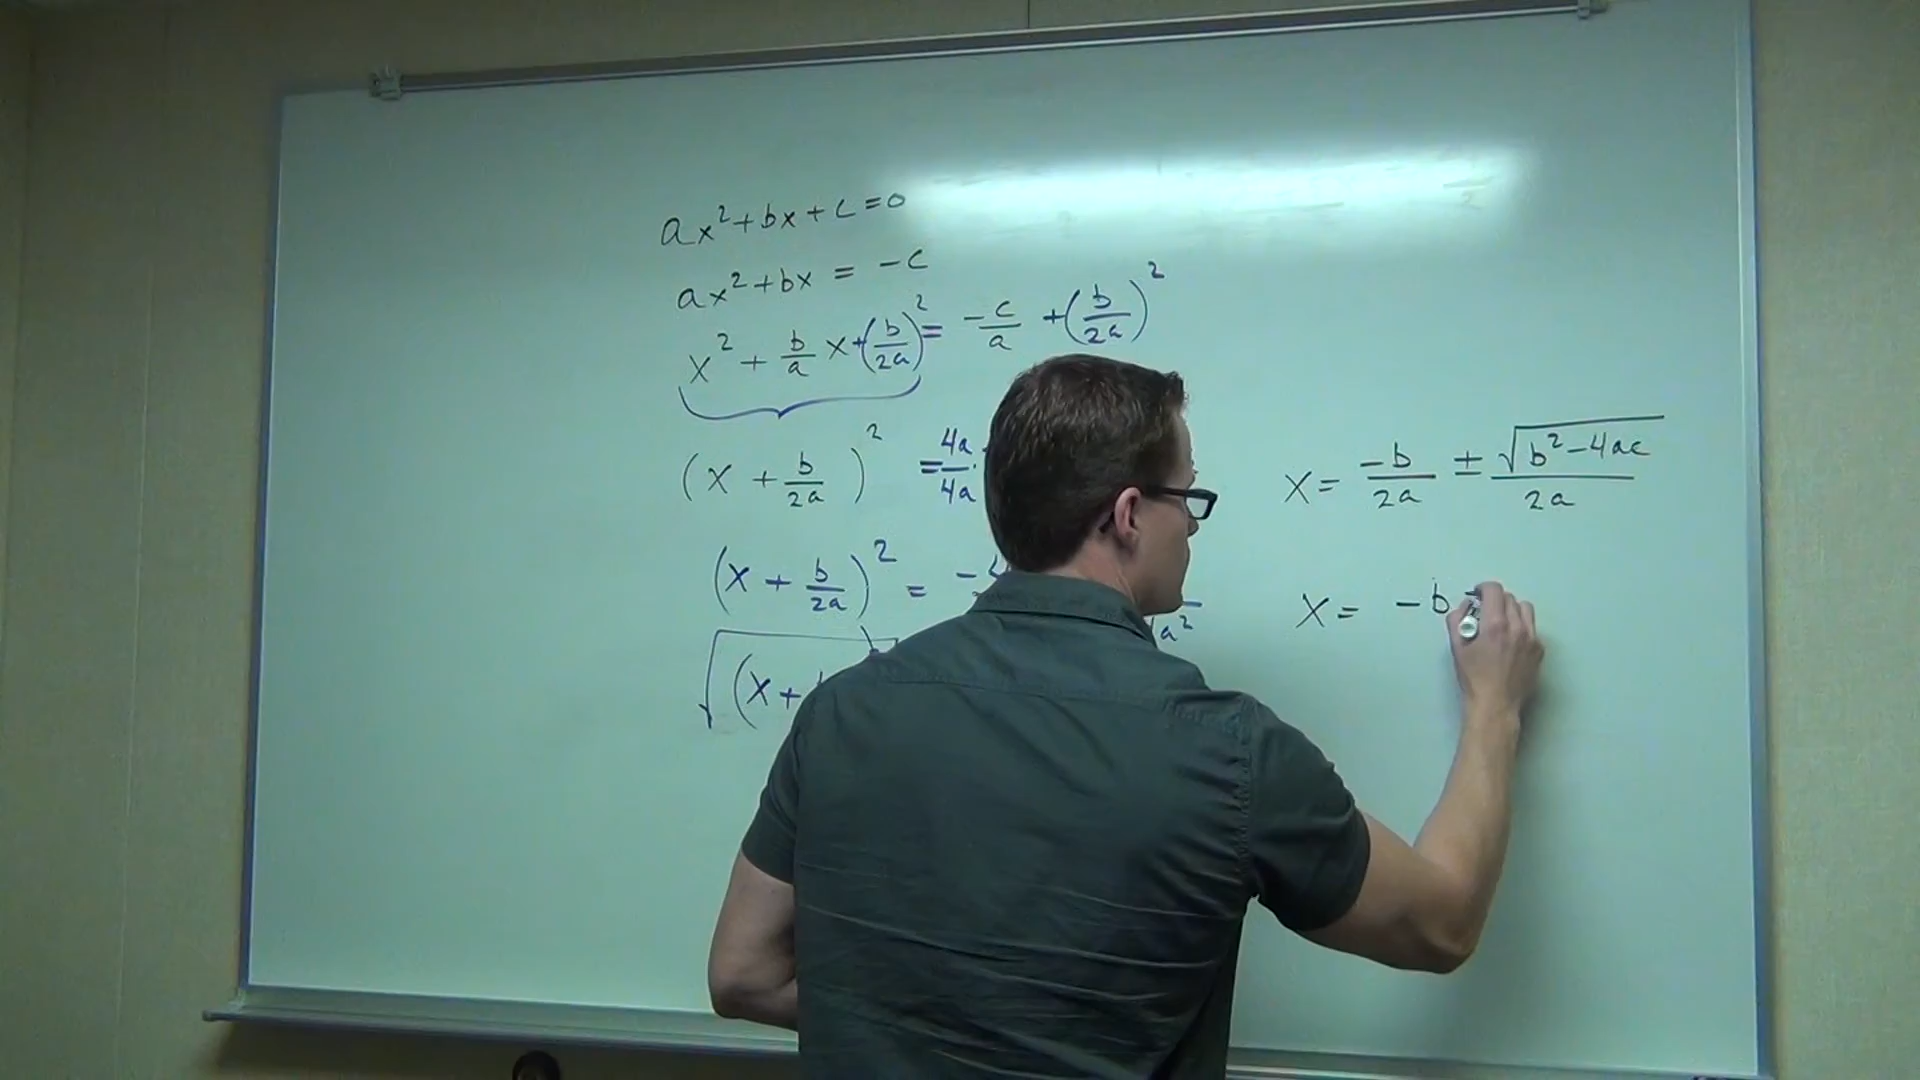 ax² + bx + c = 0
ax² + bx = -c
x² + b/a x + (b/2a)² = -c/a + (b/2a)²
(x + b/2a)² = 4a/4a ·
(x + b/2a)² = - a²
√(x +
x = -b/2a ± √(b² - 4ac)/2a
x = -b